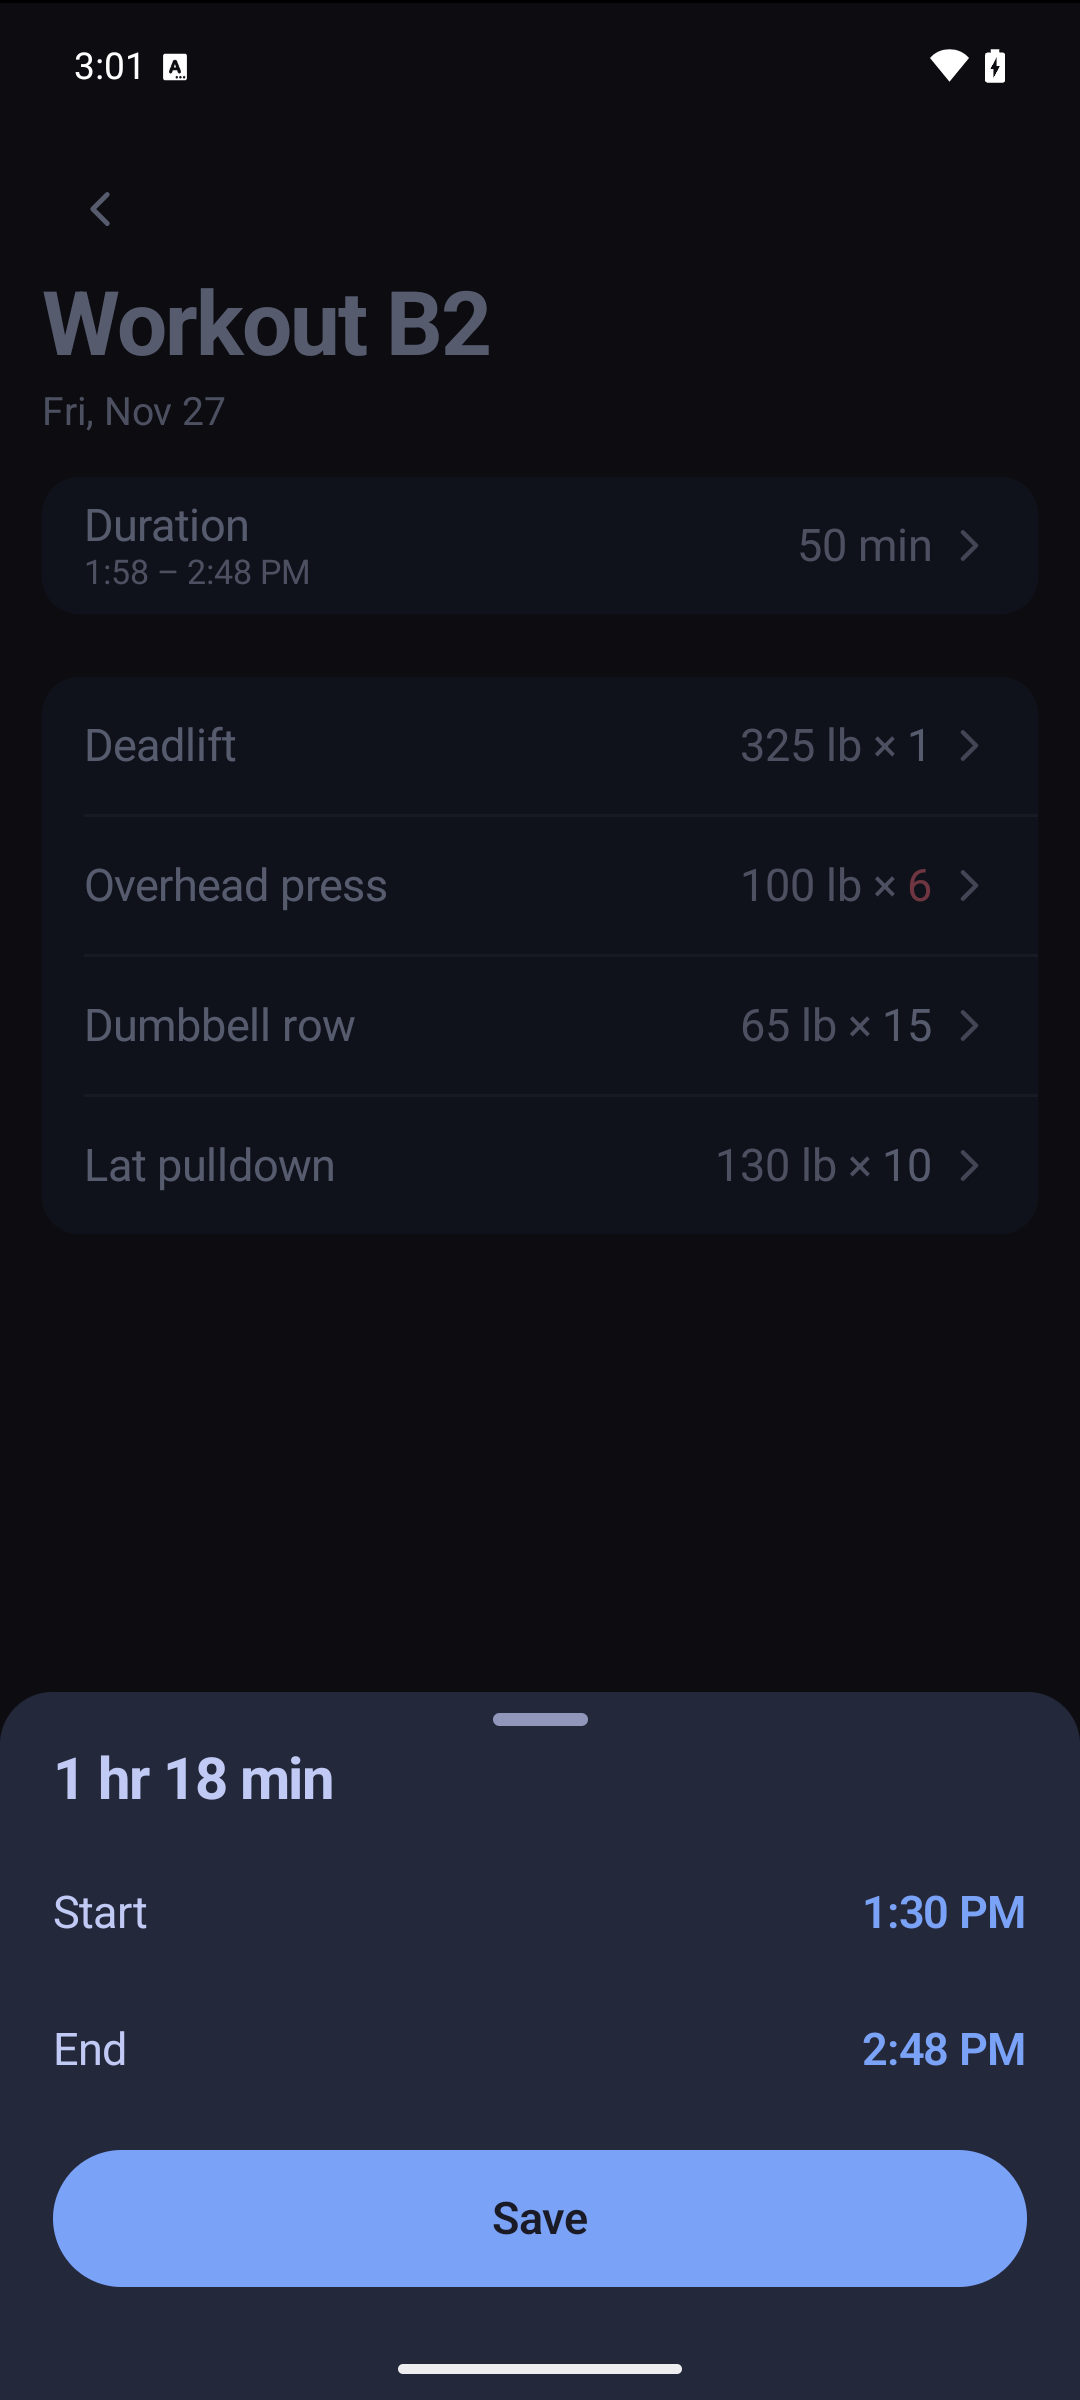 3:01
Workout B2
Fri, Nov 27
Duration
1:58 – 2:48 PM
50 min
Deadlift
325 lb × 1
Overhead press
100 lb × 6
Dumbbell row
65 lb × 15
Lat pulldown
130 lb × 10
1 hr 18 min
Start
1:30 PM
End
2:48 PM
Save